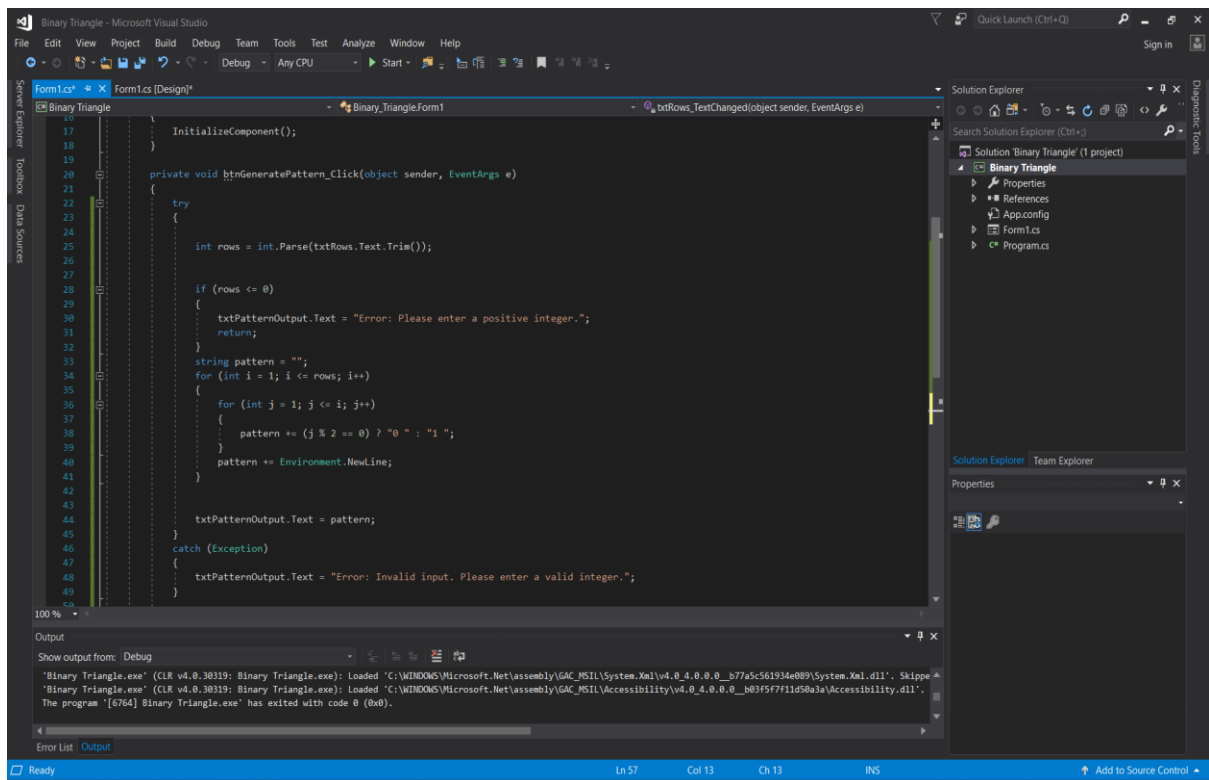 Binary Triangle - Microsoft Visual Studio
Quick Launch (Ctrl+Q)
File Edit View Project Build Debug Team Tools Test Analyze Window Help
Sign in
Debug Any CPU Start
Server Explorer
Toolbox
Data Sources
Form1.cs* Form1.cs [Design]*
Binary Triangle Binary_Triangle.Form1 txtRows_TextChanged(object sender, EventArgs e)
16 {
17 InitializeComponent();
18 }
19
20 private void btnGeneratePattern_Click(object sender, EventArgs e)
21 {
22 try
23 {
24
25 int rows = int.Parse(txtRows.Text.Trim());
26
27
28 if (rows <= 0)
29 {
30 txtPatternOutput.Text = "Error: Please enter a positive integer.";
31 return;
32 }
33 string pattern = "";
34 for (int i = 1; i <= rows; i++)
35 {
36 for (int j = 1; j <= i; j++)
37 {
38 pattern += (j % 2 == 0) ? "0 " : "1 ";
39 }
40 pattern += Environment.NewLine;
41 }
42
43
44 txtPatternOutput.Text = pattern;
45 }
46 catch (Exception)
47 {
48 txtPatternOutput.Text = "Error: Invalid input. Please enter a valid integer.";
49 }
50
100 %
Output
Show output from: Debug
'Binary Triangle.exe' (CLR v4.0.30319: Binary Triangle.exe): Loaded 'C:\WINDOWS\Microsoft.Net\assembly\GAC_MSIL\System.Xml\v4.0_4.0.0.0__b77a5c561934e089\System.Xml.dll'. Skippe
'Binary Triangle.exe' (CLR v4.0.30319: Binary Triangle.exe): Loaded 'C:\WINDOWS\Microsoft.Net\assembly\GAC_MSIL\Accessibility\v4.0_4.0.0.0__b03f5f7f11d50a3a\Accessibility.dll'.
The program '[6764] Binary Triangle.exe' has exited with code 0 (0x0).
Error List Output
Solution Explorer
Search Solution Explorer (Ctrl+;)
Solution 'Binary Triangle' (1 project)
C# Binary Triangle
Properties
References
App.config
Form1.cs
C# Program.cs
Solution Explorer Team Explorer
Properties
Diagnostic Tools
Ready Ln 57 Col 13 Ch 13 INS Add to Source Control